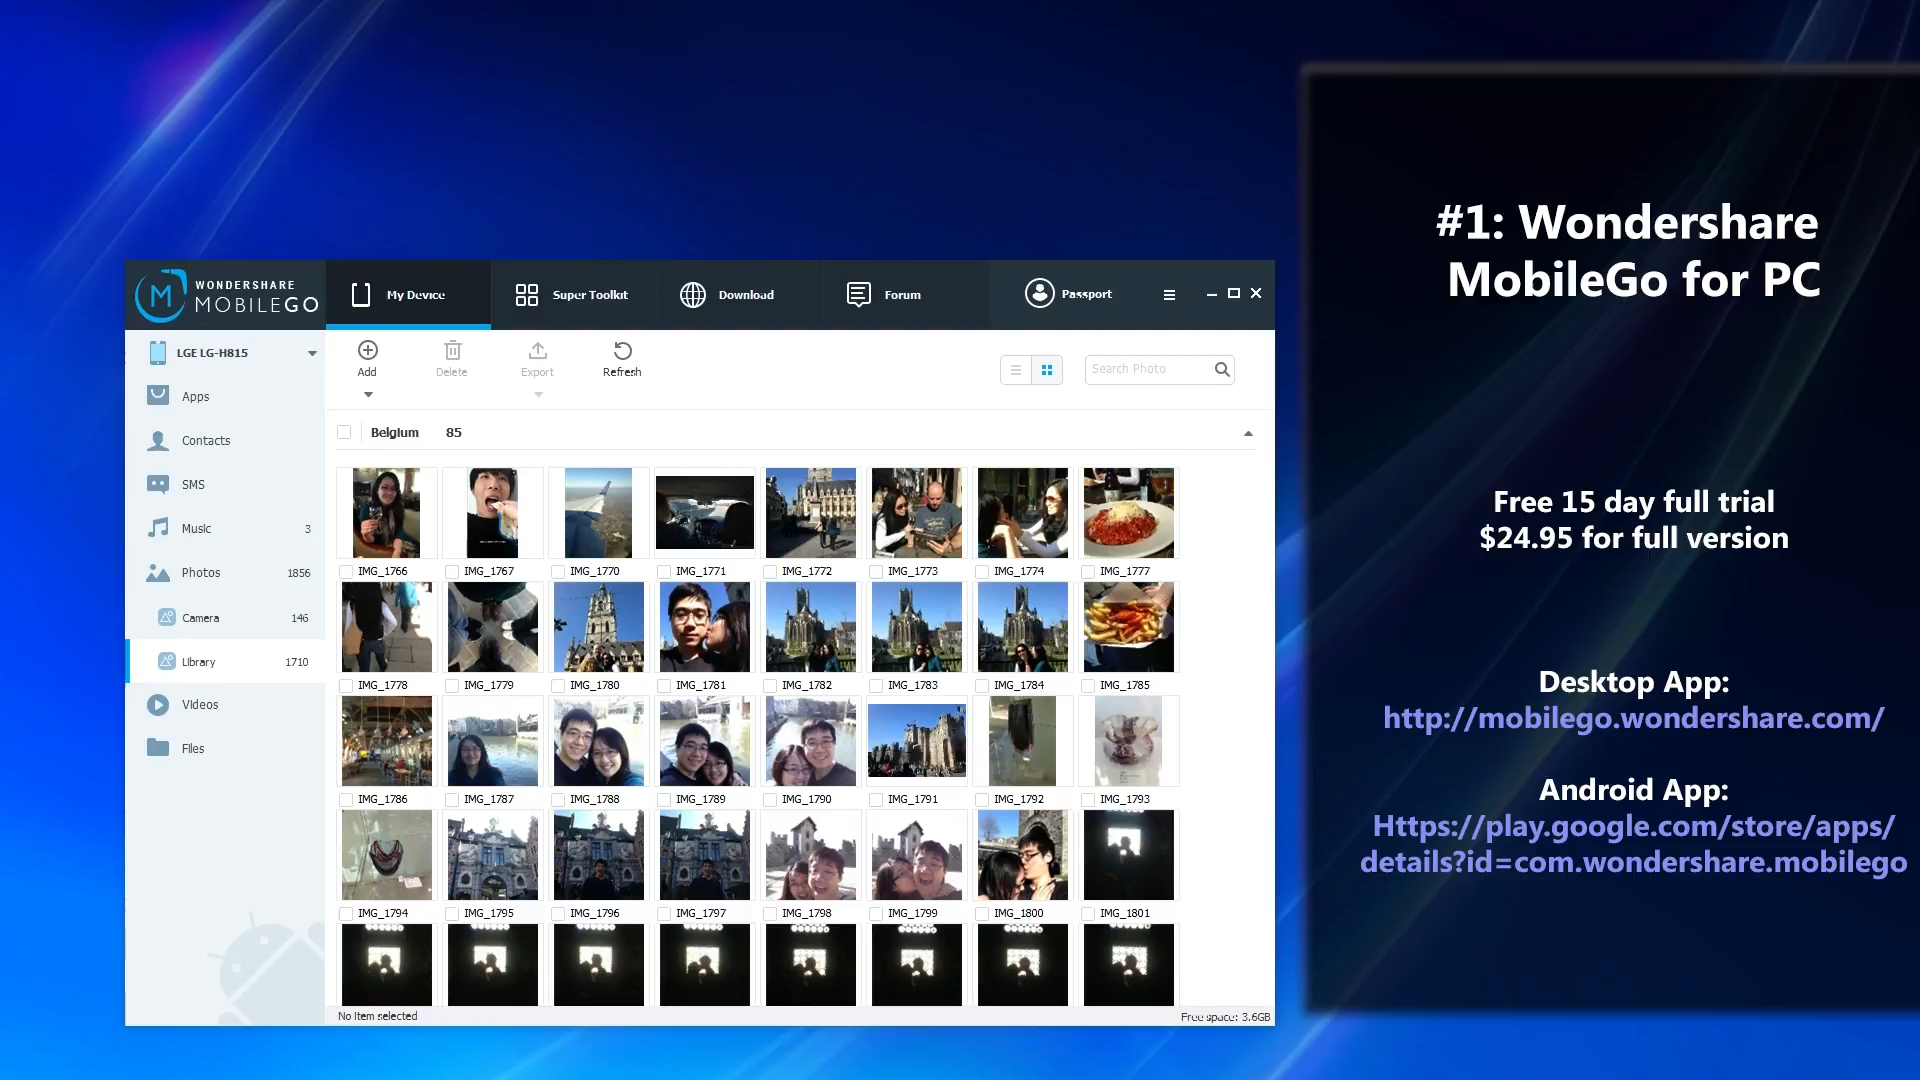 #1: Wondershare
MobileGo for PC
Free 15 day full trial
$24.95 for full version
Desktop App:
http://mobilego.wondershare.com/
Android App:
Https://play.google.com/store/apps/
details?id=com.wondershare.mobilego
WONDERSHARE
MOBILEGO
My Device
Super Toolkit
Download
Forum
Passport
LGE LG-H815
Apps
Contacts
SMS
Music 3
Photos 1856
Camera 146
Library 1710
Videos
Files
Add
Delete
Export
Refresh
Search Photo
Belgium 85
IMG_1766 IMG_1767 IMG_1770 IMG_1771 IMG_1772 IMG_1773 IMG_1774 IMG_1777
IMG_1778 IMG_1779 IMG_1780 IMG_1781 IMG_1782 IMG_1783 IMG_1784 IMG_1785
IMG_1786 IMG_1787 IMG_1788 IMG_1789 IMG_1790 IMG_1791 IMG_1792 IMG_1793
IMG_1794 IMG_1795 IMG_1796 IMG_1797 IMG_1798 IMG_1799 IMG_1800 IMG_1801
No item selected
Free space: 3.6GB